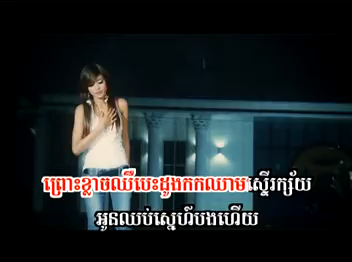 ព្រោះខ្លាចឈឺបេះដូងកកឈាមស្ទើរក្ស័យ
អូនឈប់ស្នេហ៍បងហើយ